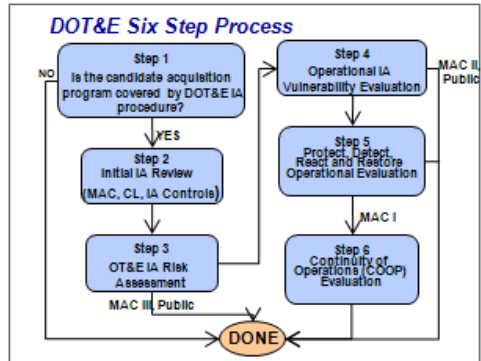 DOT&E Six Step Process
Step 1
Is the candidate acquisition
program covered by DOT&E IA
procedure?
NO
YES
Step 2
Initial IA Review
(MAC, CL, IA Controls)
Step 3
OT&E IA Risk
Assessment
MAC III, Public
Step 4
Operational IA
Vulnerability Evaluation
MAC II,
Public
Step 5
Protect, Detect,
React and Restore
Operational Evaluation
MAC I
Step 6
Continuity of
Operations (COOP)
Evaluation
DONE